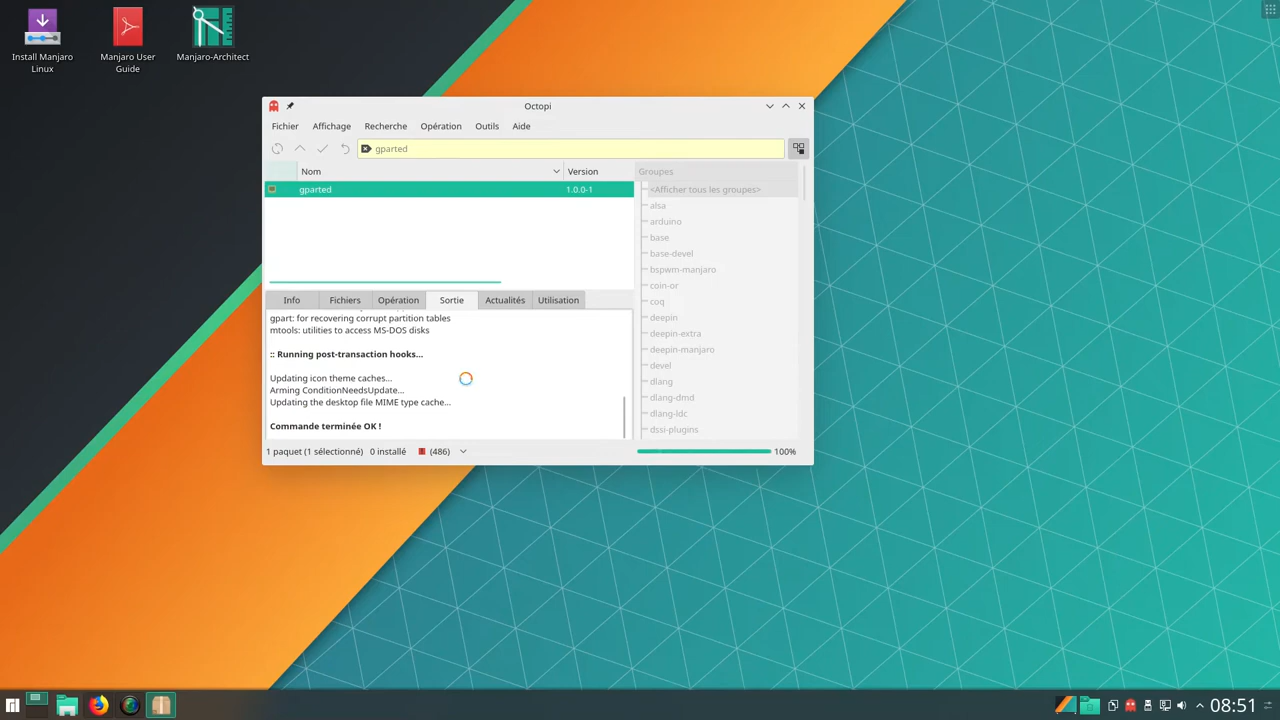 Install Manjaro
Linux
Manjaro User
Guide
Manjaro-Architect
Octopi
Fichier Affichage Recherche Opération Outils Aide
gparted
Nom Version
gparted 1.0.0-1
Groupes
<Afficher tous les groupes>
alsa
arduino
base
base-devel
bspwm-manjaro
coin-or
coq
deepin
deepin-extra
deepin-manjaro
devel
dlang
dlang-dmd
dlang-ldc
dssi-plugins
Info Fichiers Opération Sortie Actualités Utilisation
gpart: for recovering corrupt partition tables
mtools: utilities to access MS-DOS disks
:: Running post-transaction hooks...
Updating icon theme caches...
Arming ConditionNeedsUpdate...
Updating the desktop file MIME type cache...
Commande terminée OK !
1 paquet (1 sélectionné) 0 installé (486)
100%
08:51